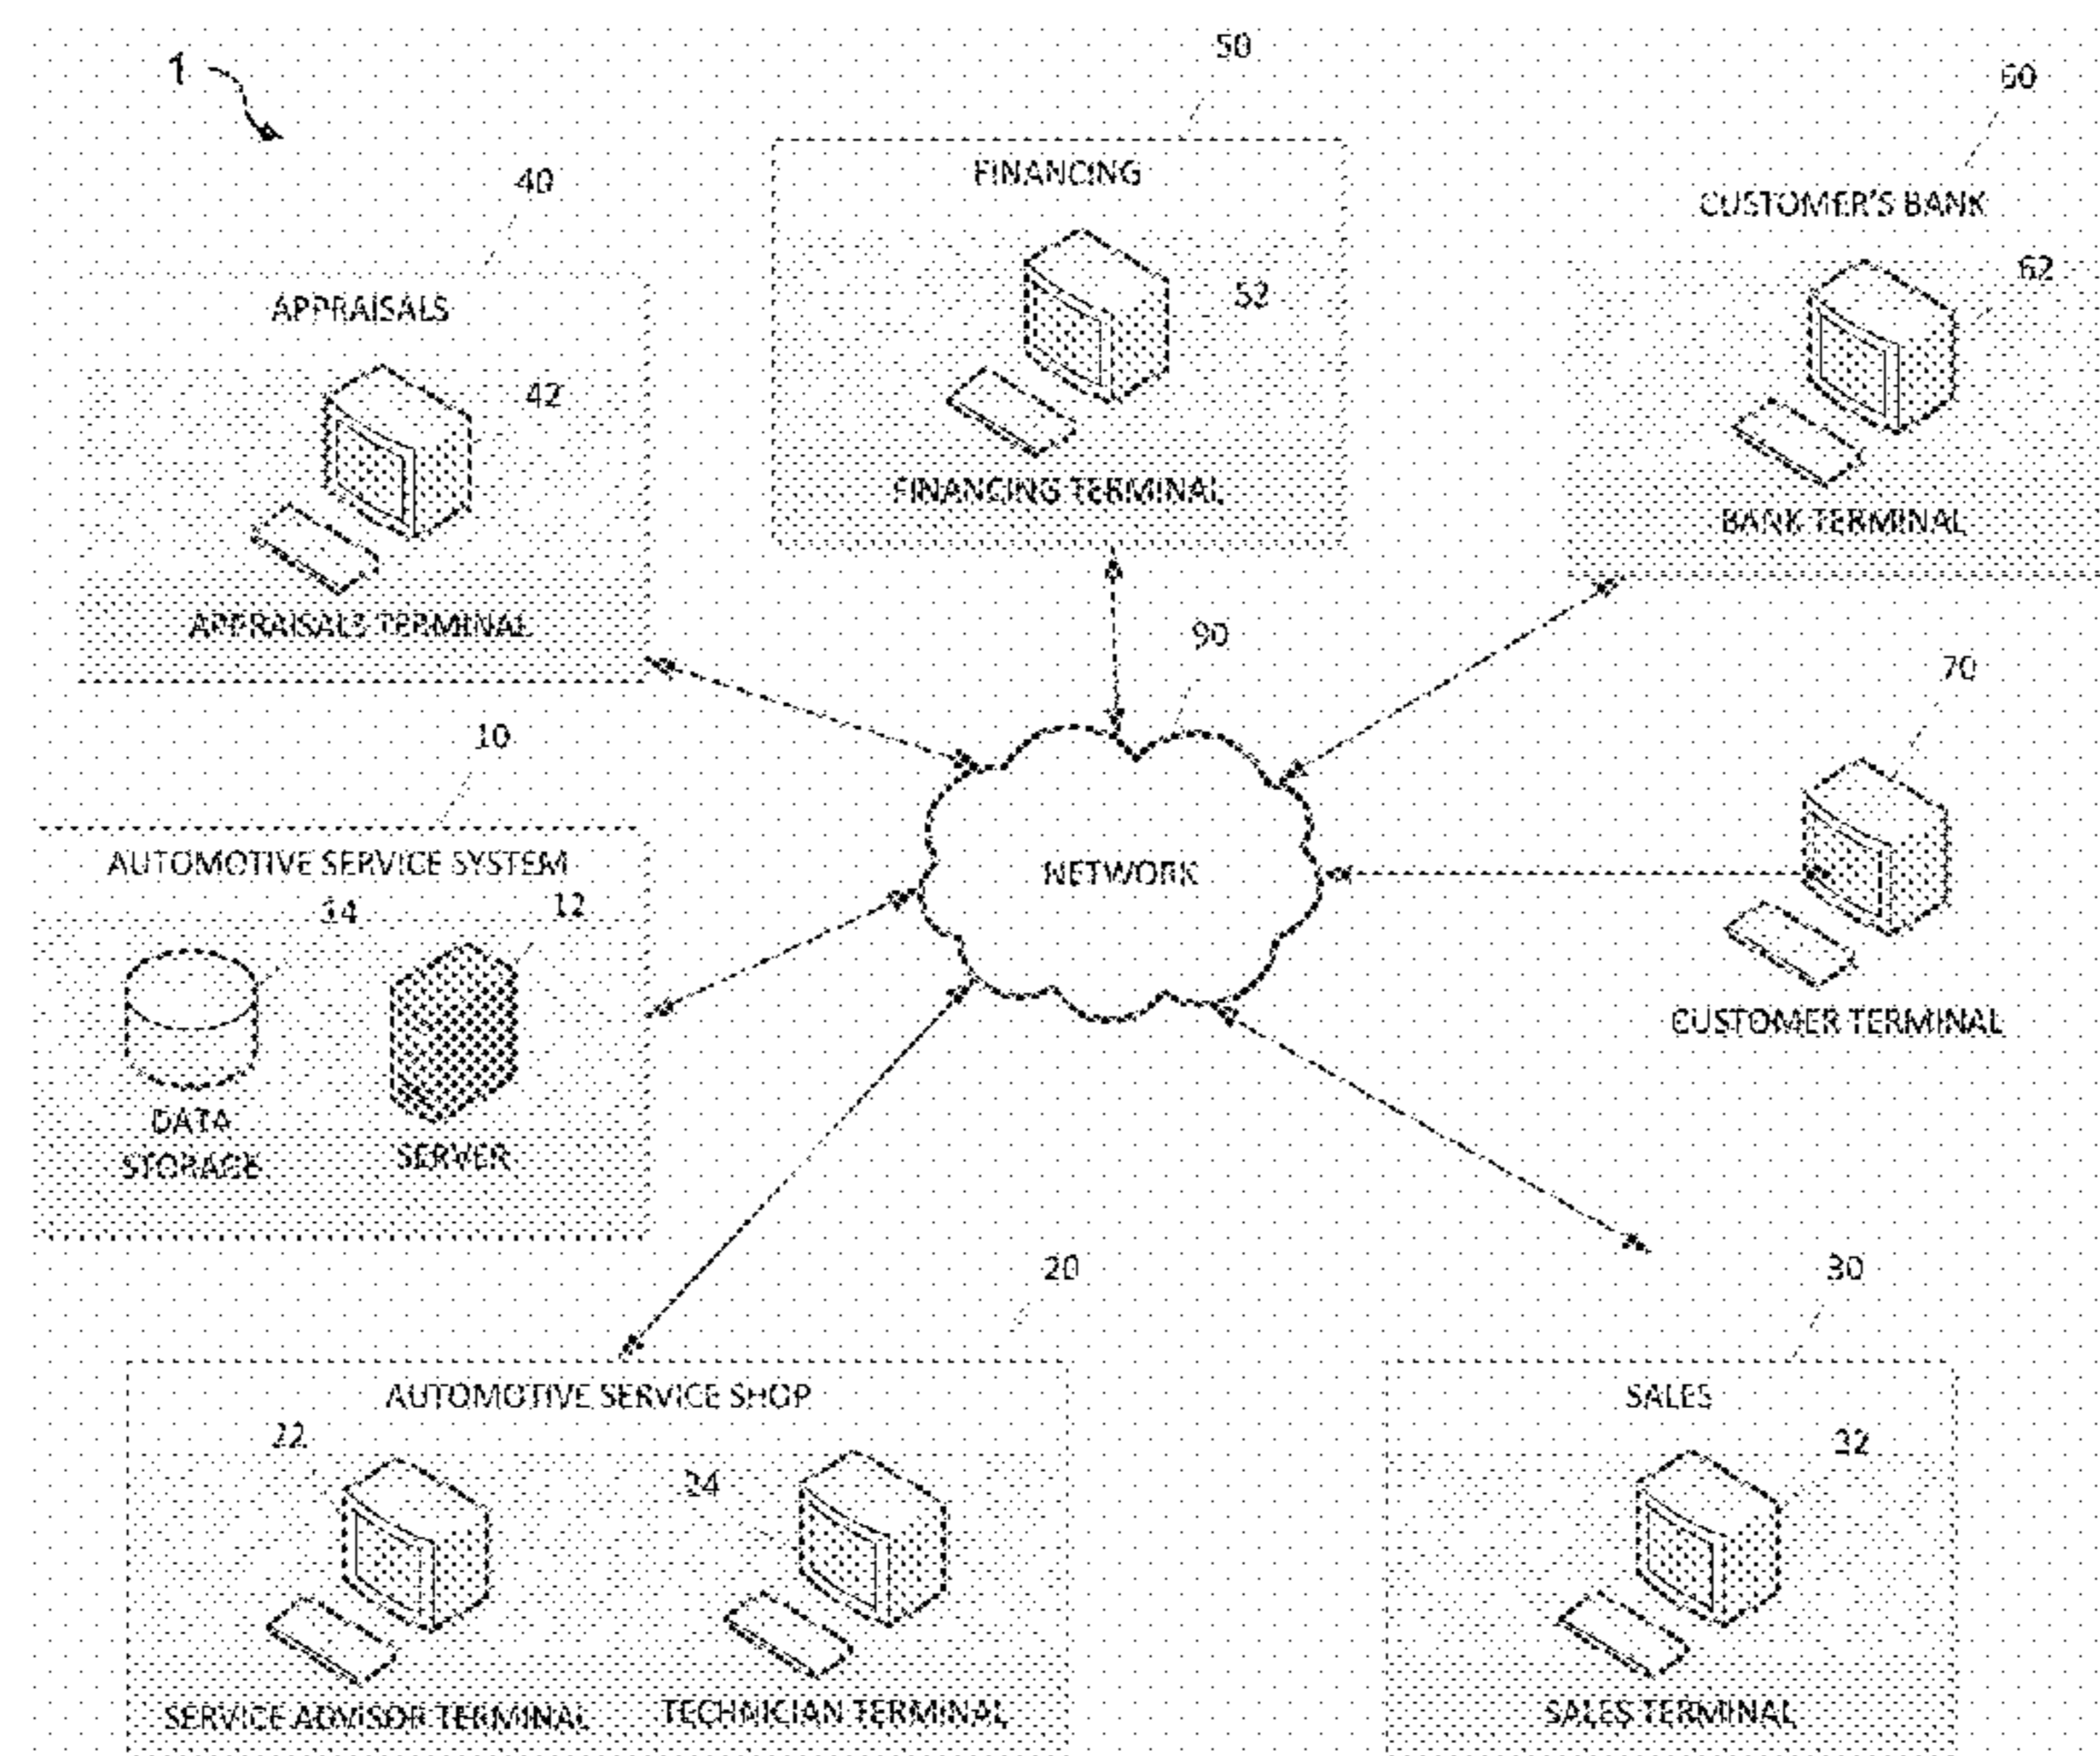 1
50
60
40
FINANCING
CUSTOMER'S BANK
APPRAISALS
52
62
42
FINANCING TERMINAL
BANK TERMINAL
APPRAISALS TERMINAL
90
70
10
AUTOMOTIVE SERVICE SYSTEM
14
12
NETWORK
CUSTOMER TERMINAL
DATA
STORAGE
SERVER
20
30
AUTOMOTIVE SERVICE SHOP
SALES
22
24
32
SERVICE ADVISOR TERMINAL
TECHNICIAN TERMINAL
SALES TERMINAL